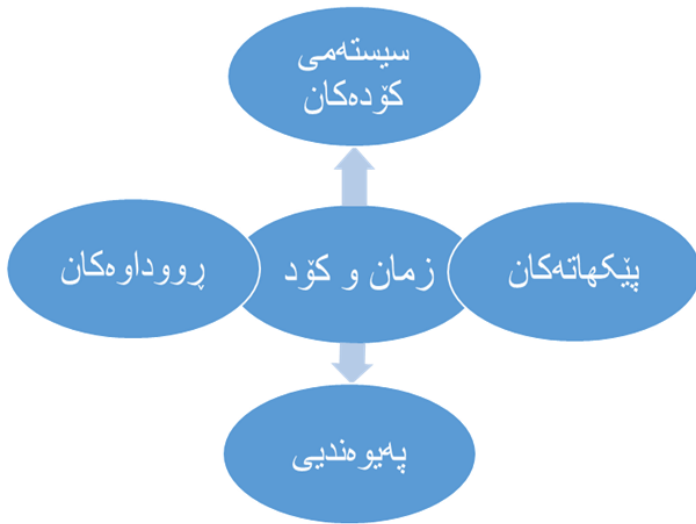 سیستەمی
کۆدەکان
پێکهاتەکان
زمان و کۆد
ڕووداوەکان
پەیوەندیی